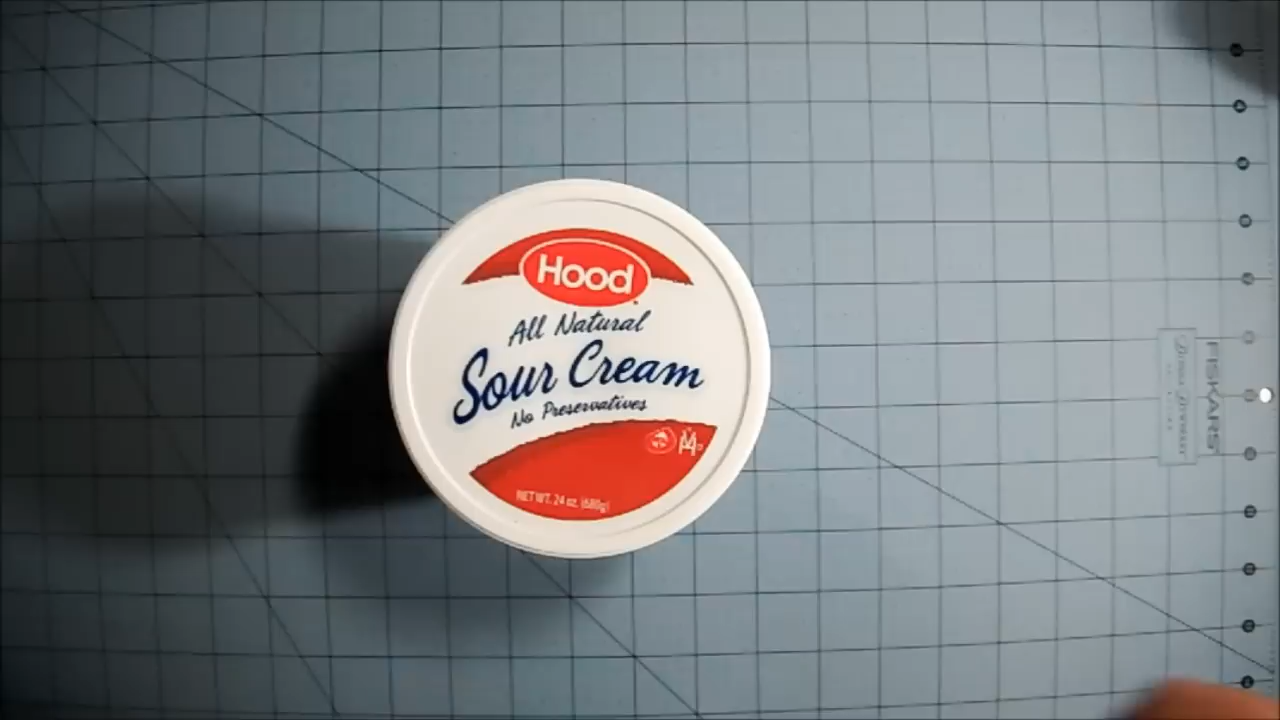 Hood
All Natural
Sour Cream
No Preservatives
NET WT. 24 oz. (680g)
FISKARS